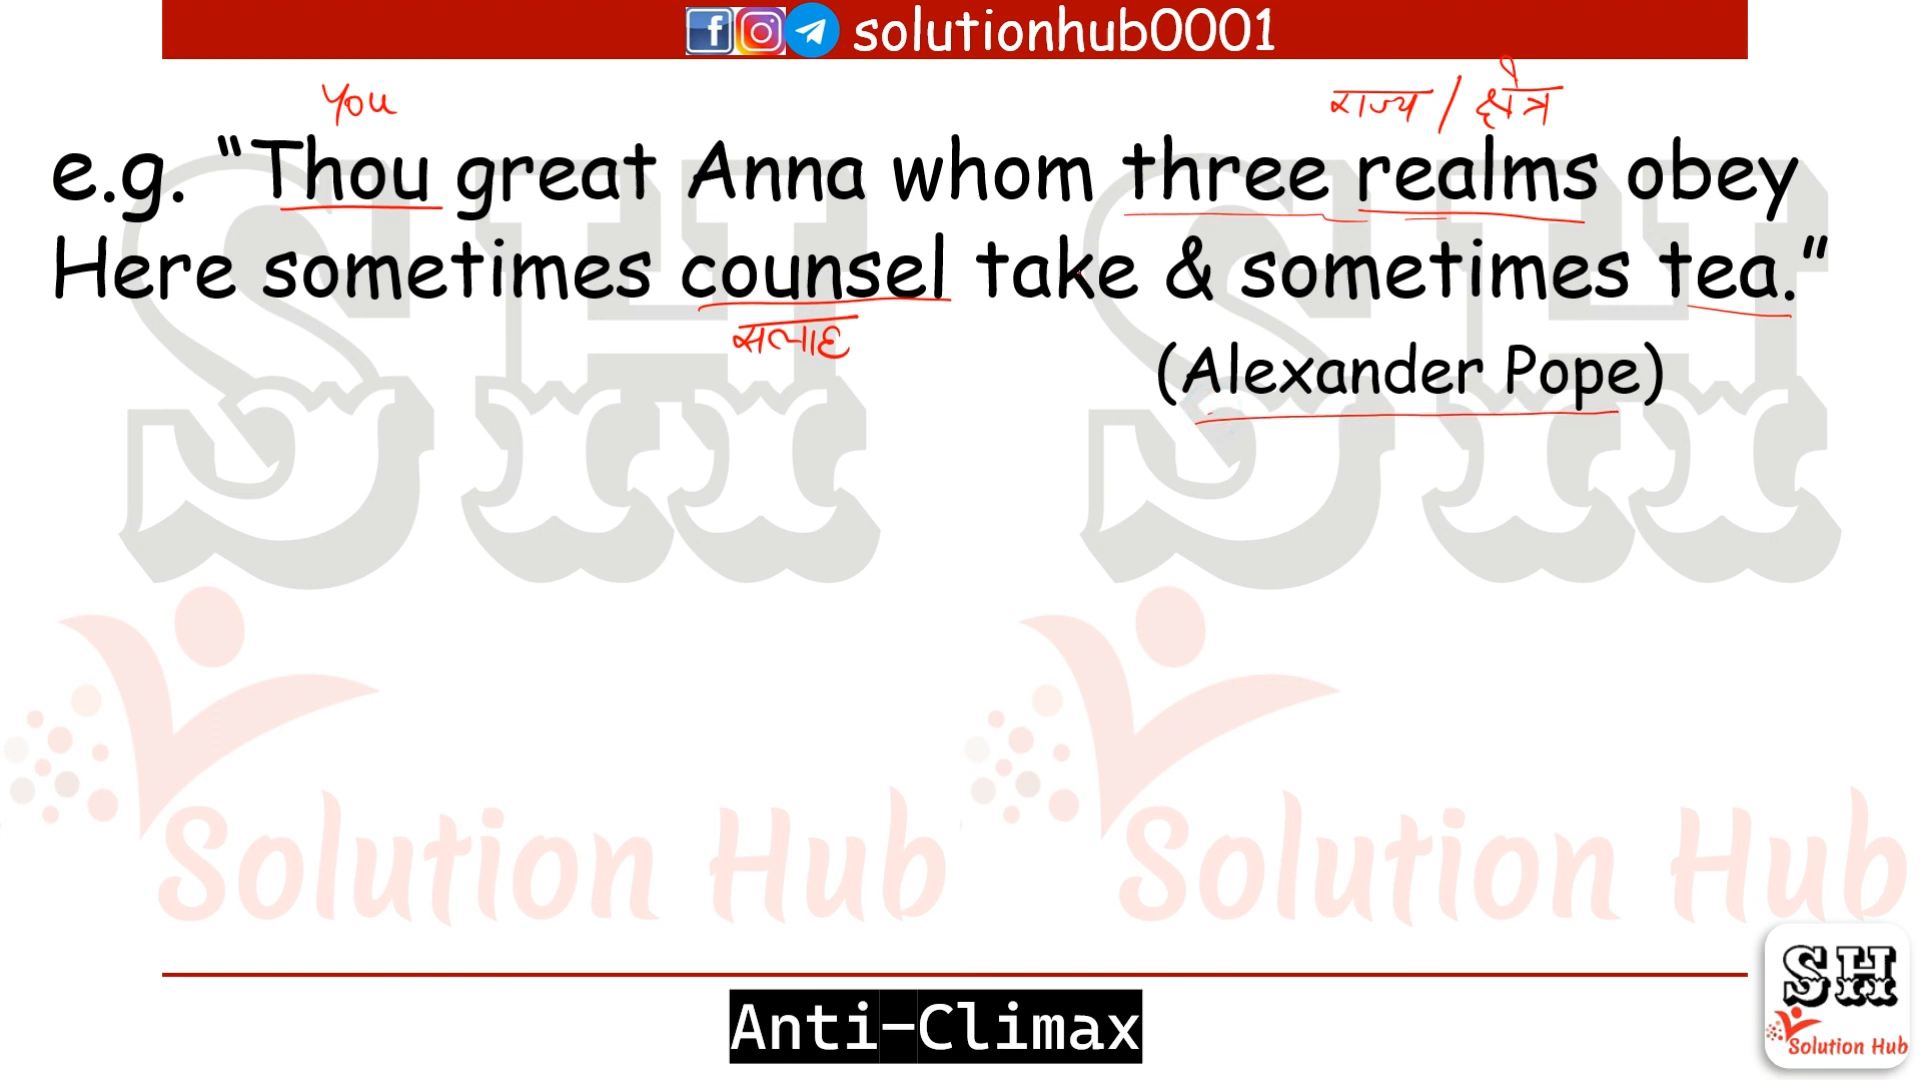 solutionhub0001
You
राज्य / क्षेत्र
e.g. “Thou great Anna whom three realms obey
Here sometimes counsel take & sometimes tea.”
सलाह
(Alexander Pope)
SH SH
Solution Hub Solution Hub
SH
Solution Hub
Anti-Climax